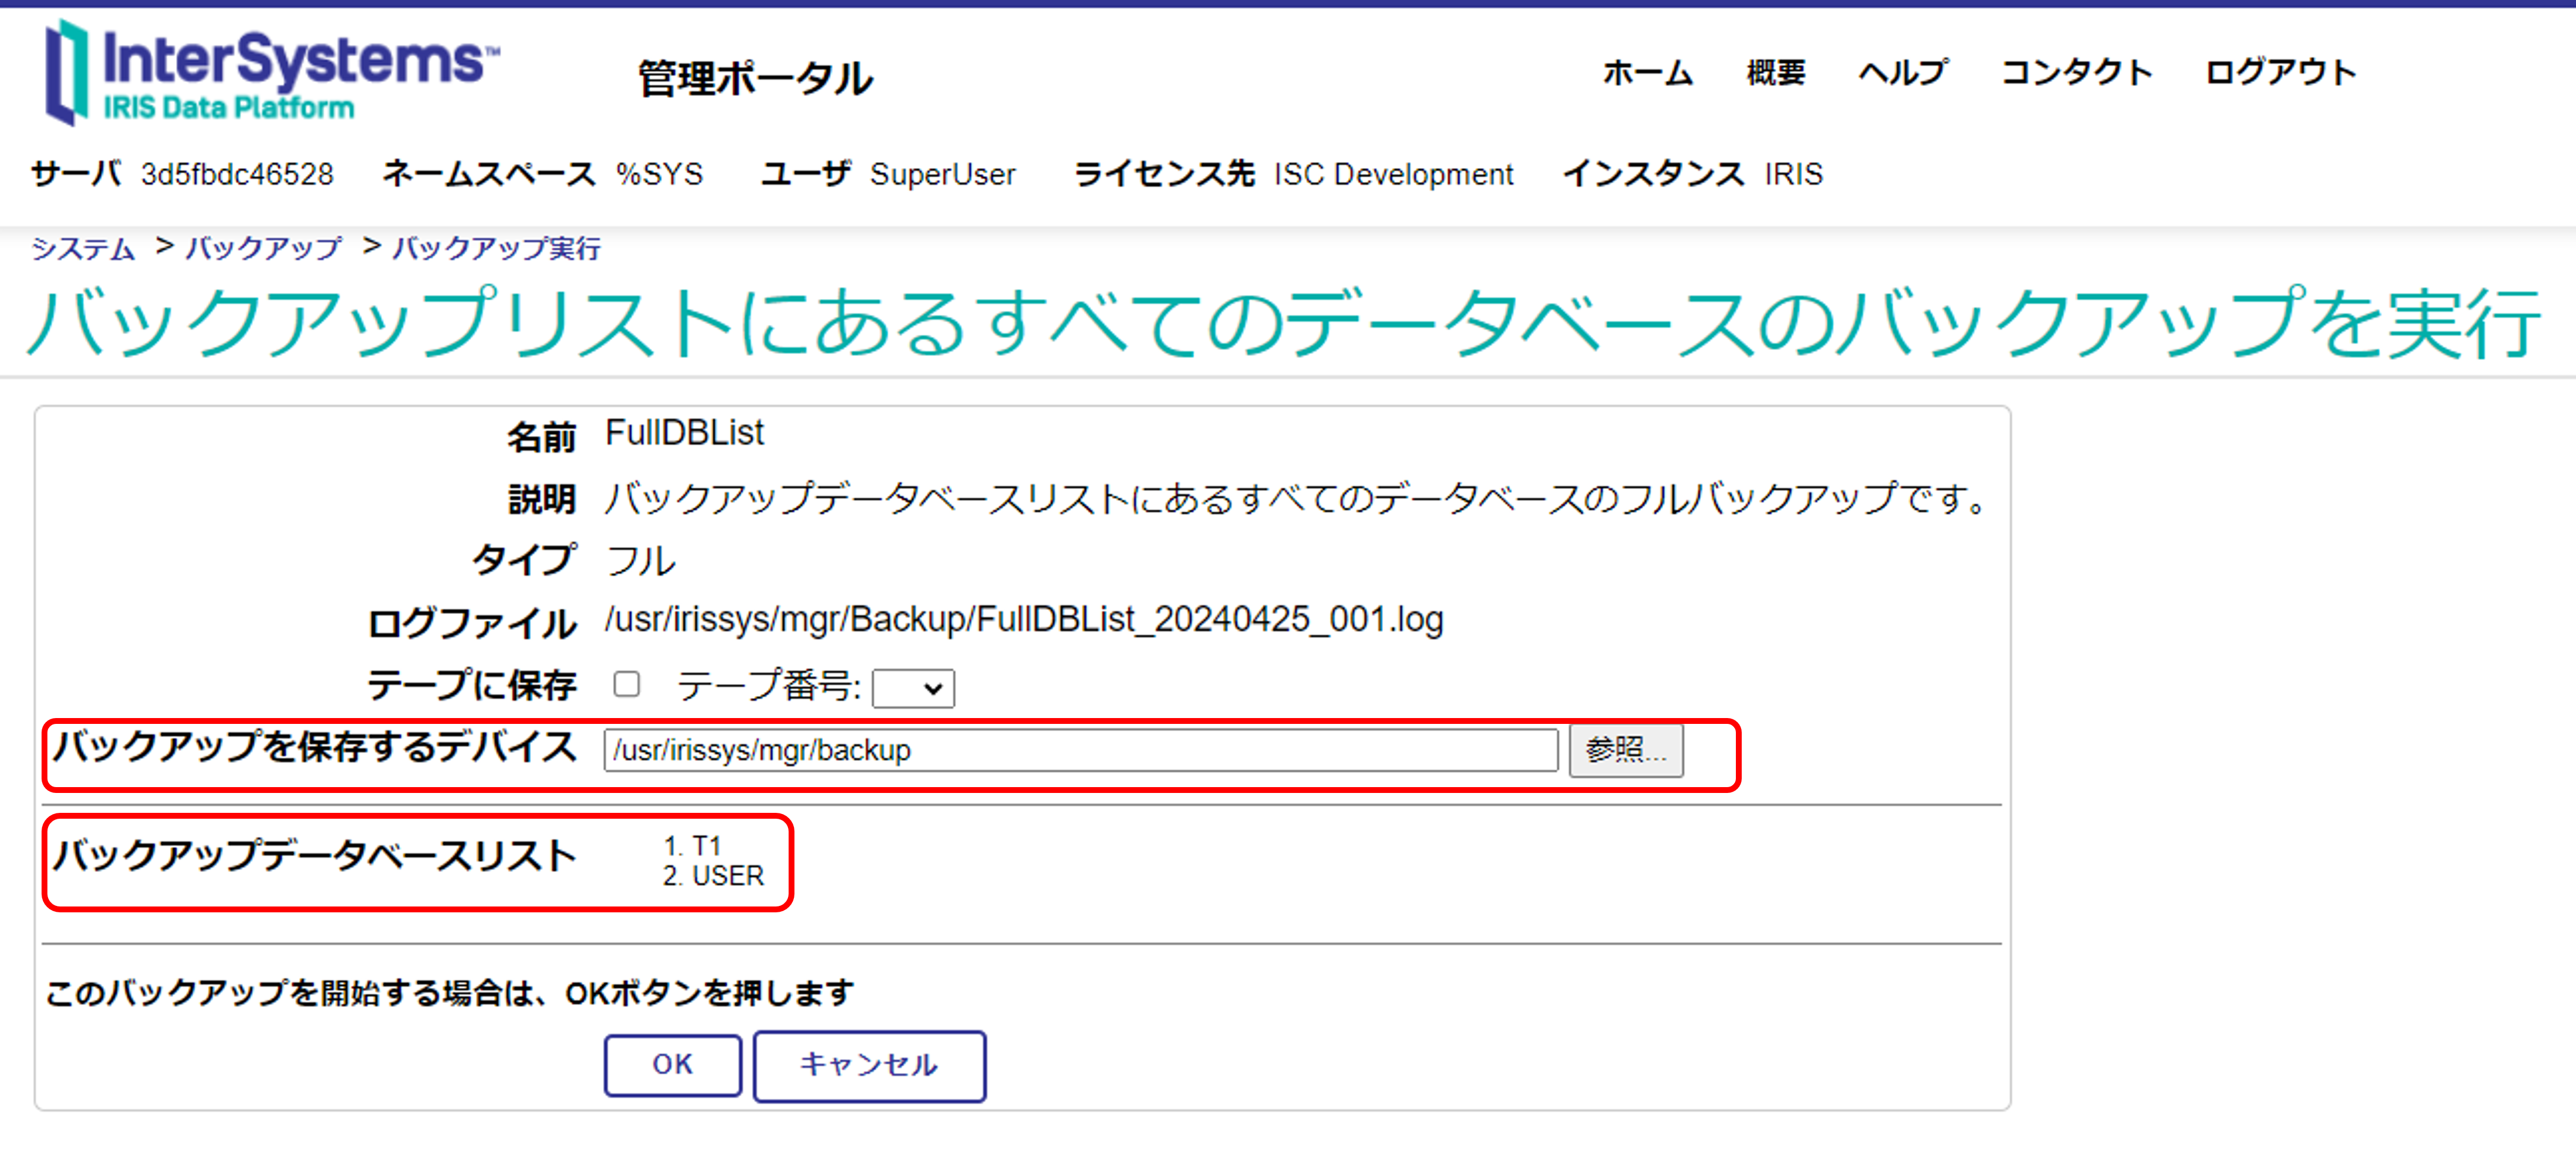 InterSystems™
IRIS Data Platform
管理ポータル
ホーム 概要 ヘルプ コンタクト ログアウト
サーバ 3d5fbdc46528 ネームスペース %SYS ユーザ SuperUser ライセンス先 ISC Development インスタンス IRIS
システム > バックアップ > バックアップ実行
バックアップリストにあるすべてのデータベースのバックアップを実行
名前 FullDBList
説明 バックアップデータベースリストにあるすべてのデータベースのフルバックアップです。
タイプ フル
ログファイル /usr/irissys/mgr/Backup/FullDBList_20240425_001.log
テープに保存 テープ番号:
バックアップを保存するデバイス /usr/irissys/mgr/backup 参照...
バックアップデータベースリスト 1. T1
2. USER
このバックアップを開始する場合は、OKボタンを押します
OK キャンセル